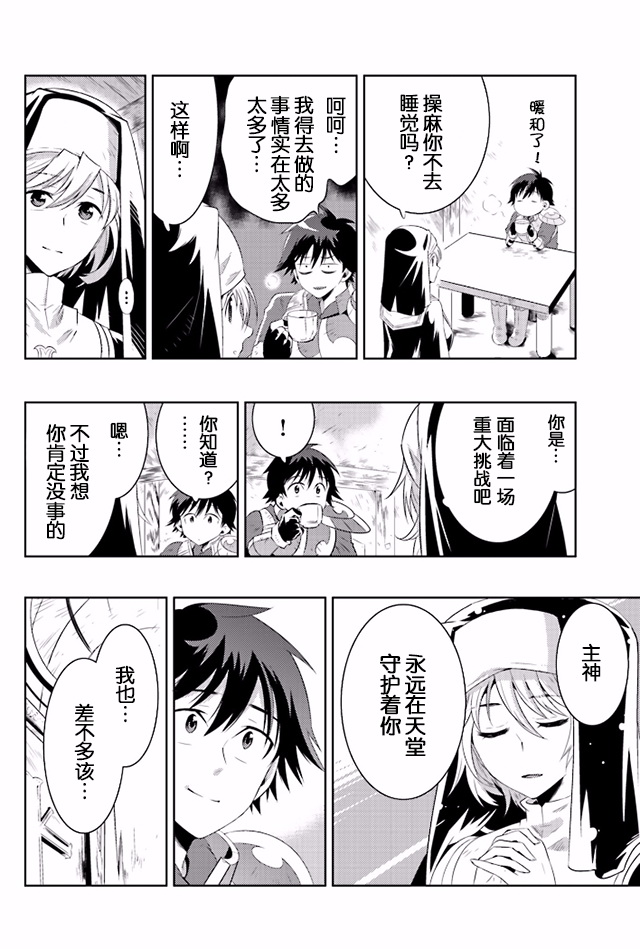 暖和了！
操麻你不去
睡觉吗？
呵呵…
我得去做的
事情实在太多
太多了…
这样啊…
…
你是…
面临着一场
重大挑战吧
！
你知道？
……
嗯…
不过我想
你肯定没事的
主神
永远在天堂
守护着你
我也…
差不多该…